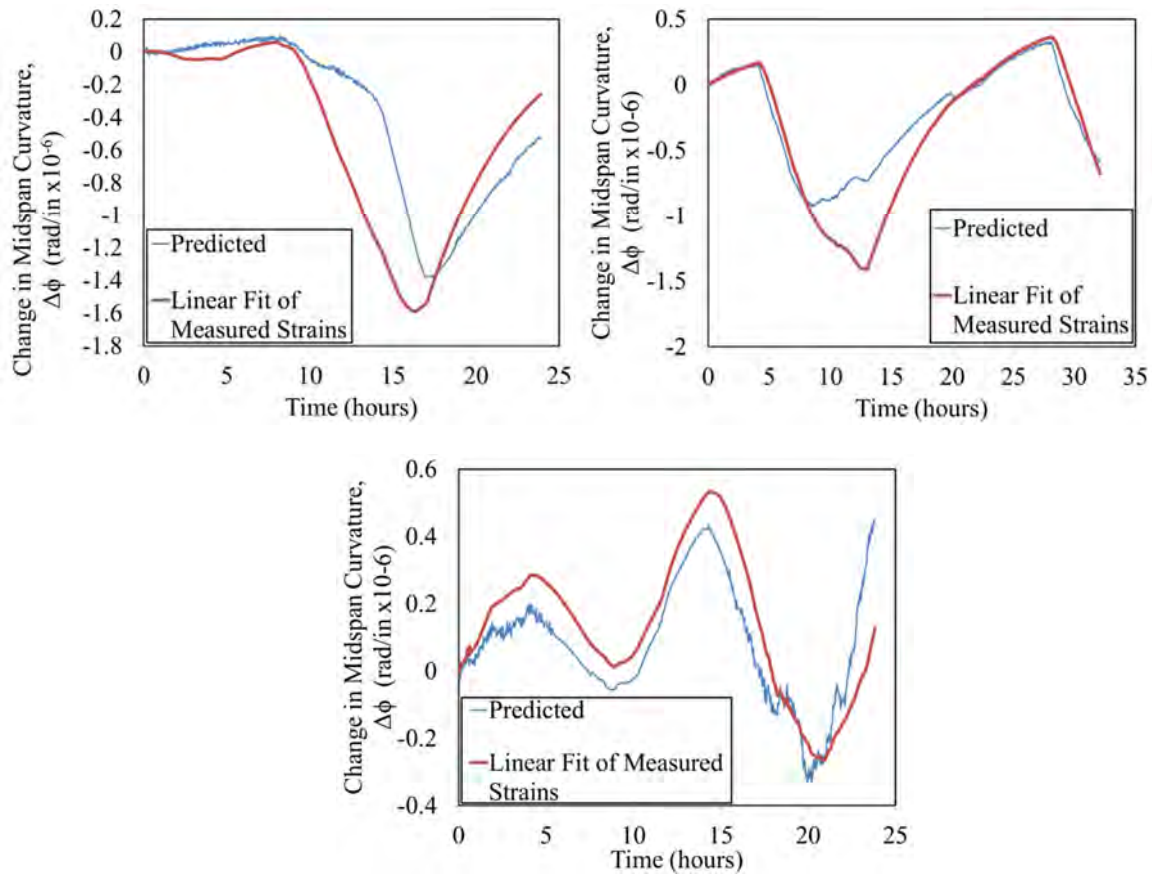 Change in Midspan Curvature,
Δϕ (rad/in x10⁻⁶)
0.2
0
-0.2
-0.4
-0.6
-0.8
-1
-1.2
-1.4
-1.6
-1.8
Predicted
Linear Fit of
Measured Strains
0 5 10 15 20 25
Time (hours)
Change in Midspan Curvature,
Δϕ (rad/in x10-6)
0.5
0
-0.5
-1
-1.5
-2
Predicted
Linear Fit of
Measured Strains
0 5 10 15 20 25 30 35
Time (hours)
Change in Midspan Curvature,
Δϕ (rad/in x10-6)
0.6
0.4
0.2
0
-0.2
-0.4
Predicted
Linear Fit of Measured
Strains
0 5 10 15 20 25
Time (hours)